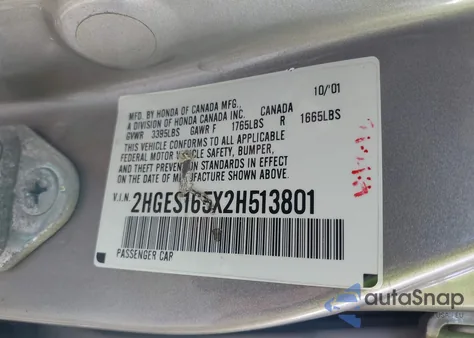 MFD. BY HONDA OF CANADA MFG., CANADA 10/01
A DIVISION OF HONDA CANADA INC.
GVWR 3395LBS GAWR F 1765LBS R 1665LBS
THIS VEHICLE CONFORMS TO ALL APPLICABLE
FEDERAL MOTOR VEHICLE SAFETY, BUMPER,
AND THEFT PREVENTION STANDARDS IN EFFECT
ON THE DATE OF MANUFACTURE SHOWN ABOVE.
V.I.N. 2HGES165X2H513801
PASSENGER CAR
autoSnap